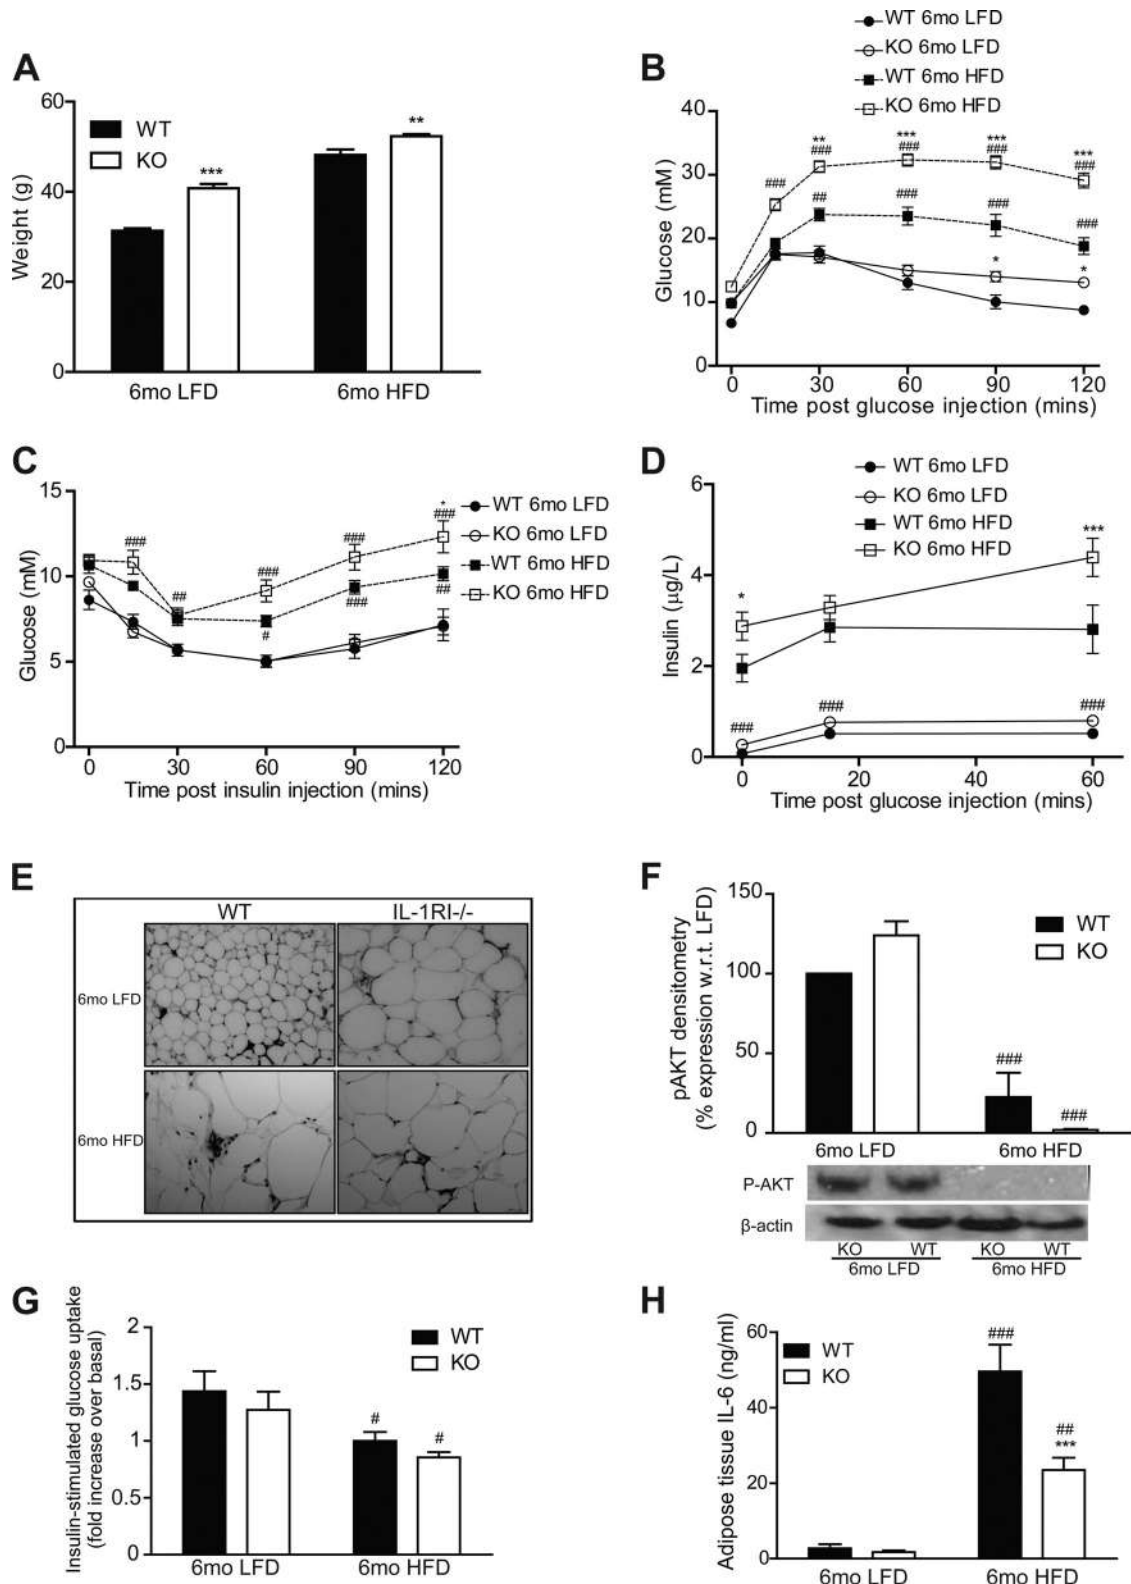 A
60
40
20
0
Weight (g)
WT
KO
***
**
6mo LFD
6mo HFD
B
WT 6mo LFD
KO 6mo LFD
WT 6mo HFD
KO 6mo HFD
40
30
20
10
0
Glucose (mM)
###
**
###
***
###
***
###
***
###
##
###
###
###
*
*
0
30
60
90
120
Time post glucose injection (mins)
C
15
10
5
0
Glucose (mM)
###
##
###
#
###
###
*
###
##
WT 6mo LFD
KO 6mo LFD
WT 6mo HFD
KO 6mo HFD
0
30
60
90
120
Time post insulin injection (mins)
D
WT 6mo LFD
KO 6mo LFD
WT 6mo HFD
KO 6mo HFD
6
4
2
0
Insulin (µg/L)
*
***
###
###
###
0
20
40
60
Time post glucose injection (mins)
E
WT
IL-1RI-/-
6mo LFD
6mo HFD
F
150
100
50
0
pAKT densitometry
(% expression w.r.t. LFD)
WT
KO
###
###
6mo LFD
6mo HFD
P-AKT
β-actin
KO
WT
KO
WT
6mo LFD
6mo HFD
G
2
1.5
1
0.5
0
Insulin-stimulated glucose uptake
(fold increase over basal)
WT
KO
#
#
6mo LFD
6mo HFD
H
60
40
20
0
Adipose tissue IL-6 (ng/ml)
WT
KO
###
##
***
6mo LFD
6mo HFD